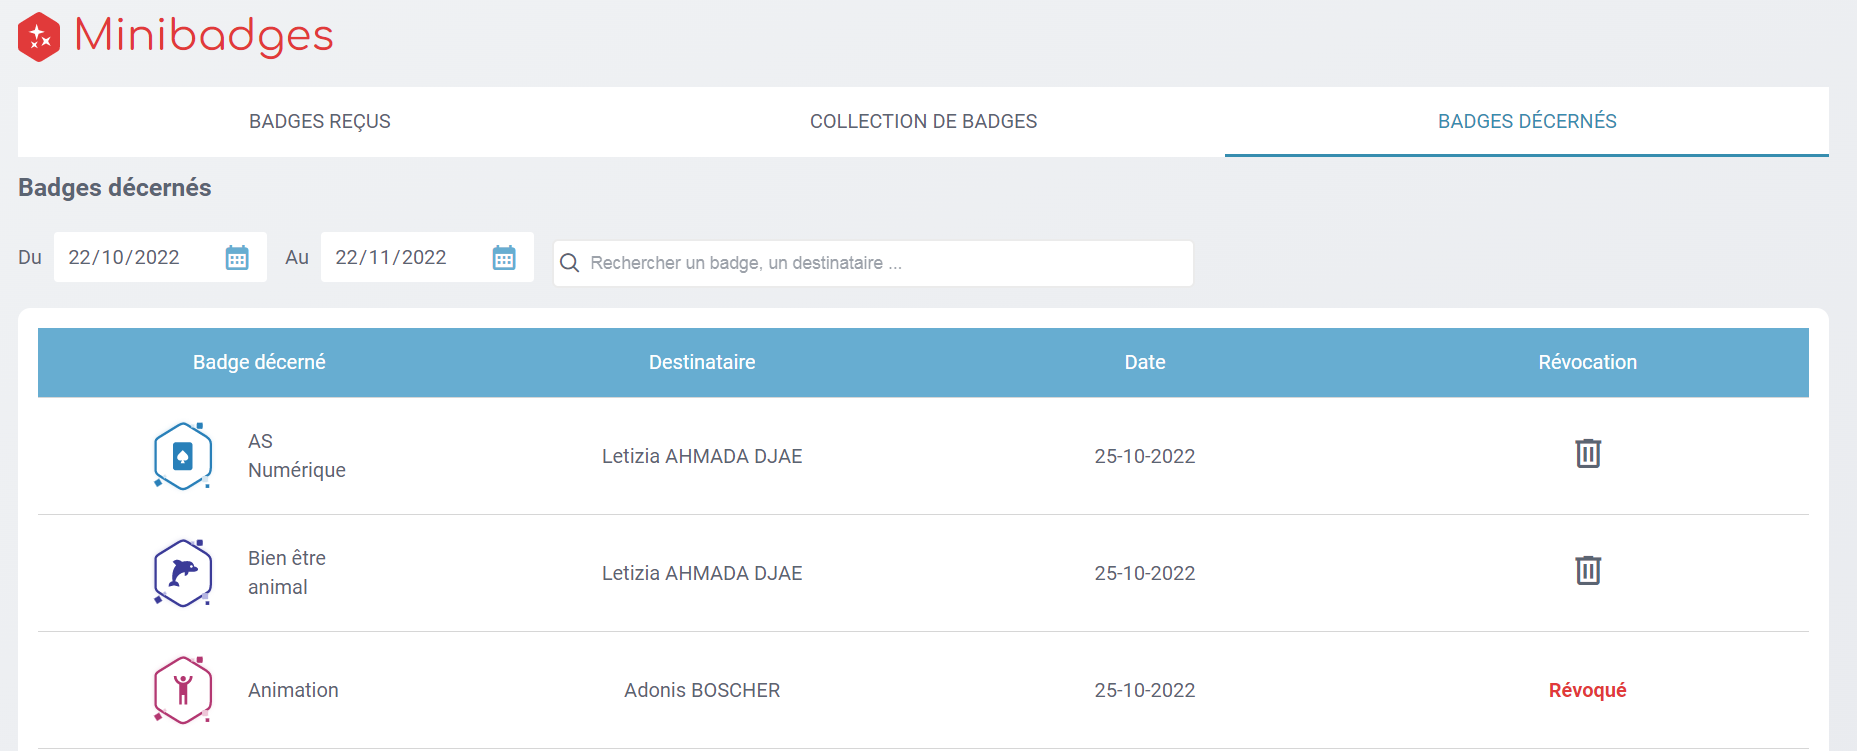 Minibadges
BADGES REÇUS
COLLECTION DE BADGES
BADGES DÉCERNÉS
Badges décernés
Du 22/10/2022 Au 22/11/2022 Rechercher un badge, un destinataire ...
Badge décerné Destinataire Date Révocation
AS
Numérique
Letizia AHMADA DJAE 25-10-2022
Bien être
animal
Letizia AHMADA DJAE 25-10-2022
Animation Adonis BOSCHER 25-10-2022 Révoqué